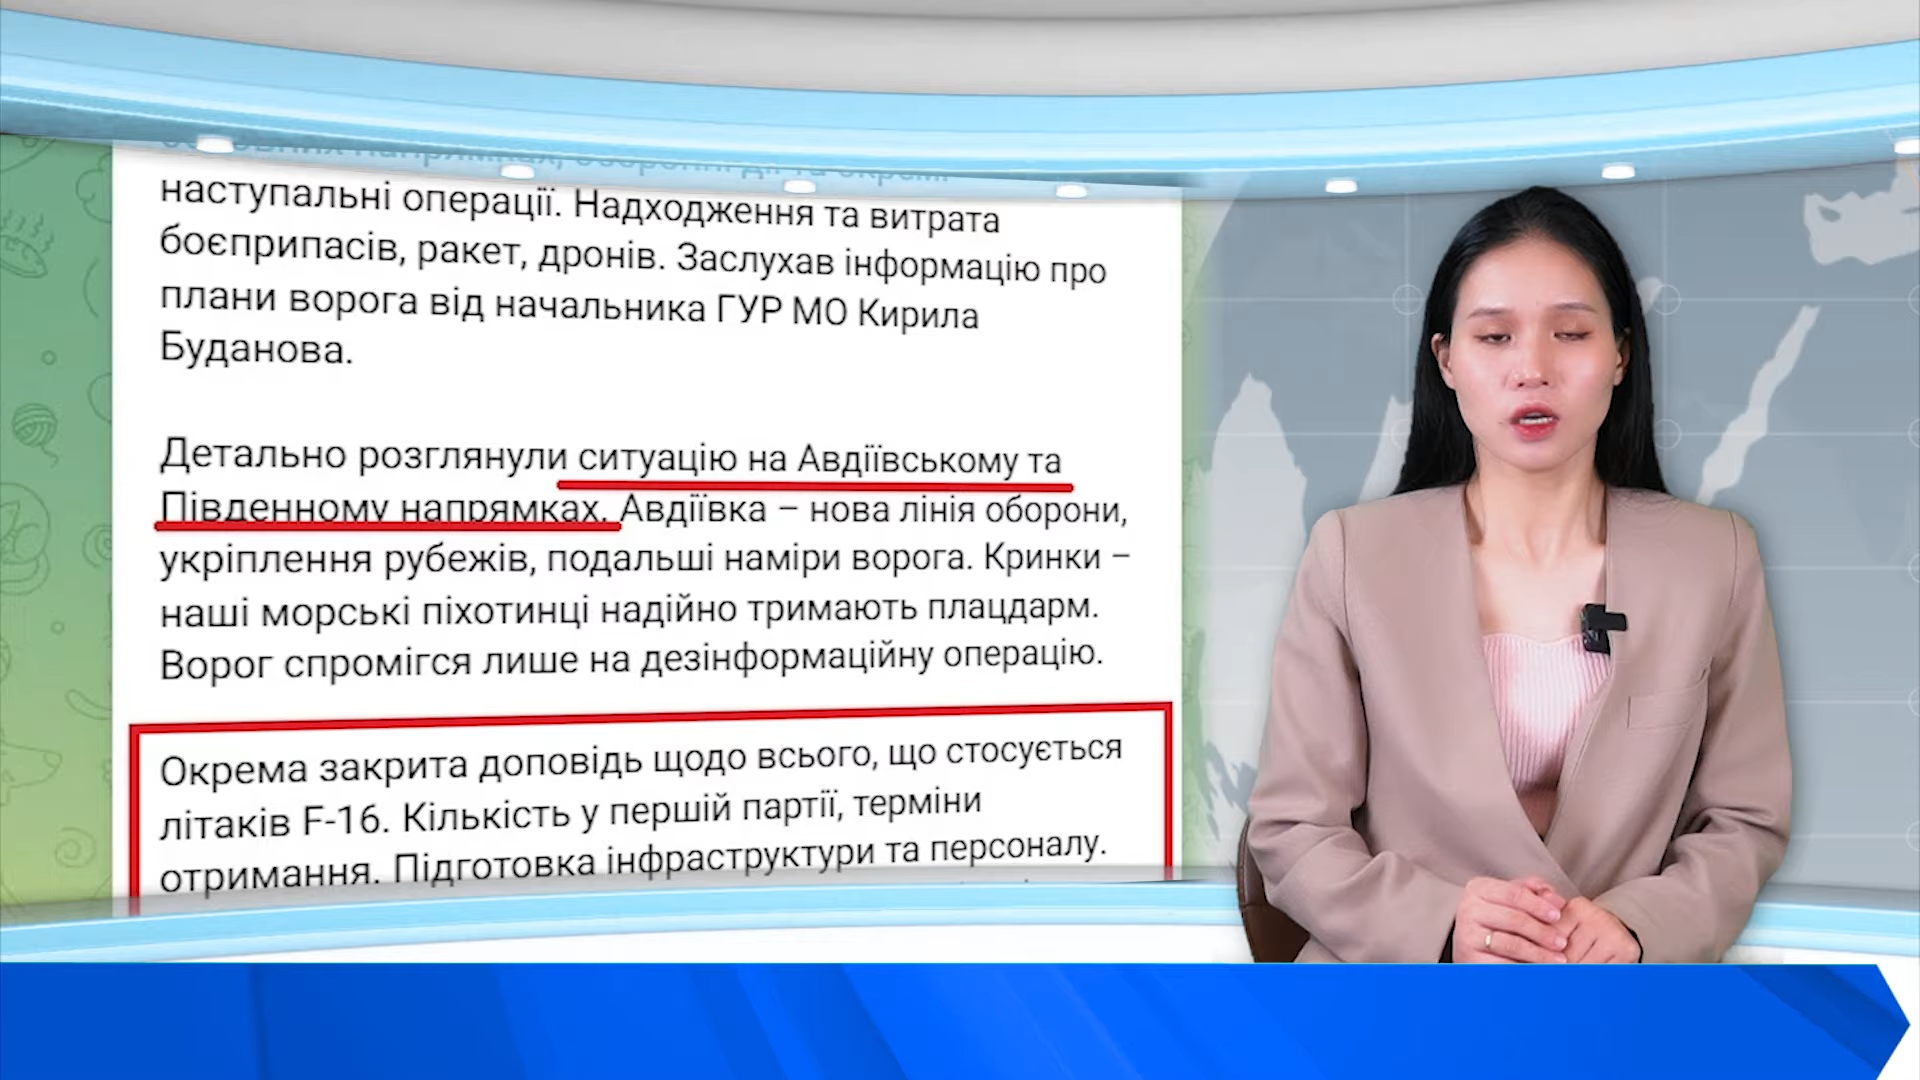 наступальні операції. Надходження та витрата
боєприпасів, ракет, дронів. Заслухав інформацію про
плани ворога від начальника ГУР МО Кирила
Буданова.
Детально розглянули ситуацію на Авдіївському та
Південному напрямках. Авдіївка – нова лінія оборони,
укріплення рубежів, подальші наміри ворога. Кринки –
наші морські піхотинці надійно тримають плацдарм.
Ворог спромігся лише на дезінформаційну операцію.
Окрема закрита доповідь щодо всього, що стосується
літаків F-16. Кількість у першій партії, терміни
отримання. Підготовка інфраструктури та персоналу.